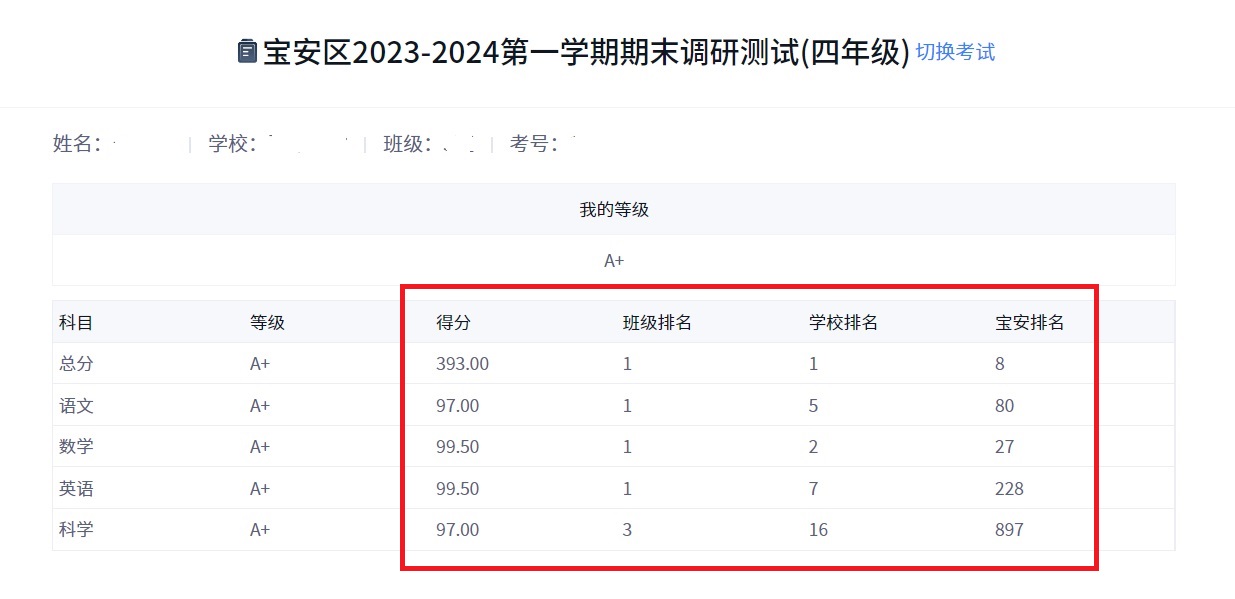 宝安区2023-2024第一学期期末调研测试(四年级) 切换考试
姓名： 学校： 班级： 考号：
我的等级
A+
科目 等级 得分 班级排名 学校排名 宝安排名
总分 A+ 393.00 1 1 8
语文 A+ 97.00 1 5 80
数学 A+ 99.50 1 2 27
英语 A+ 99.50 1 7 228
科学 A+ 97.00 3 16 897